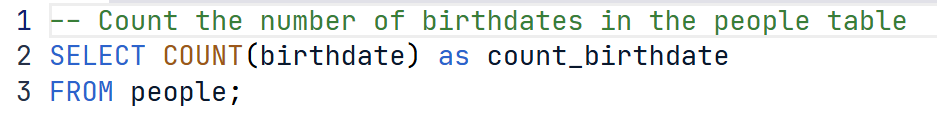 1 -- Count the number of birthdates in the people table
2 SELECT COUNT(birthdate) as count_birthdate
3 FROM people;